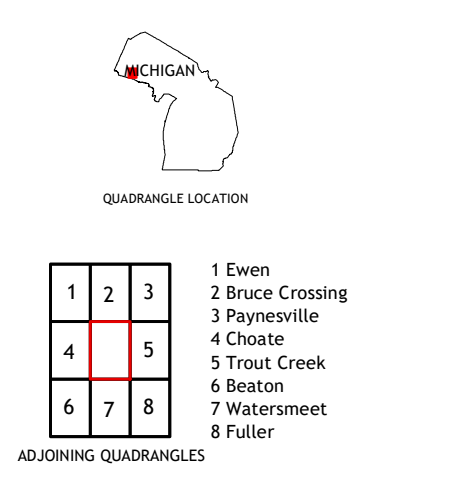 MICHIGAN
QUADRANGLE LOCATION
1 2 3
4 5
6 7 8
1 Ewen
2 Bruce Crossing
3 Paynesville
4 Choate
5 Trout Creek
6 Beaton
7 Watersmeet
8 Fuller
ADJOINING QUADRANGLES